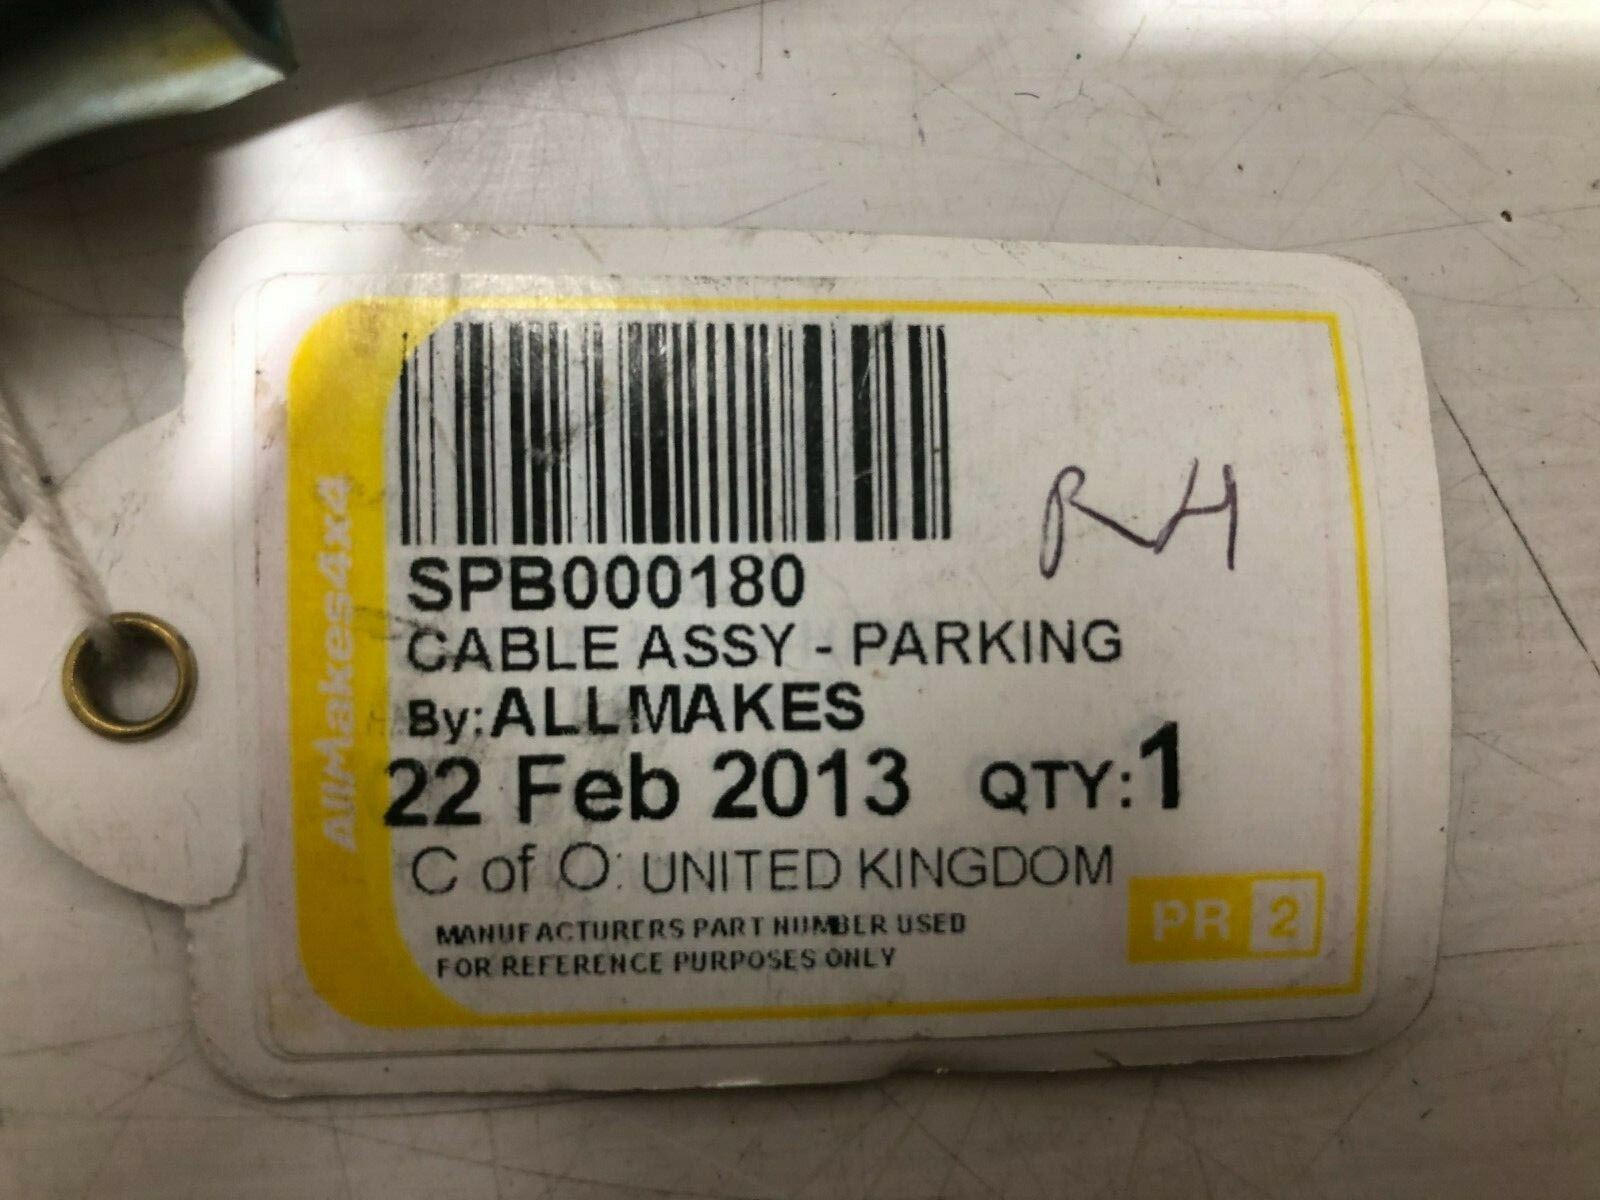 AllMakes4x4
RH
SPB000180
CABLE ASSY - PARKING
By: ALLMAKES
22 Feb 2013 QTY: 1
C of O: UNITED KINGDOM
MANUFACTURERS PART NUMBER USED
FOR REFERENCE PURPOSES ONLY
PR 2